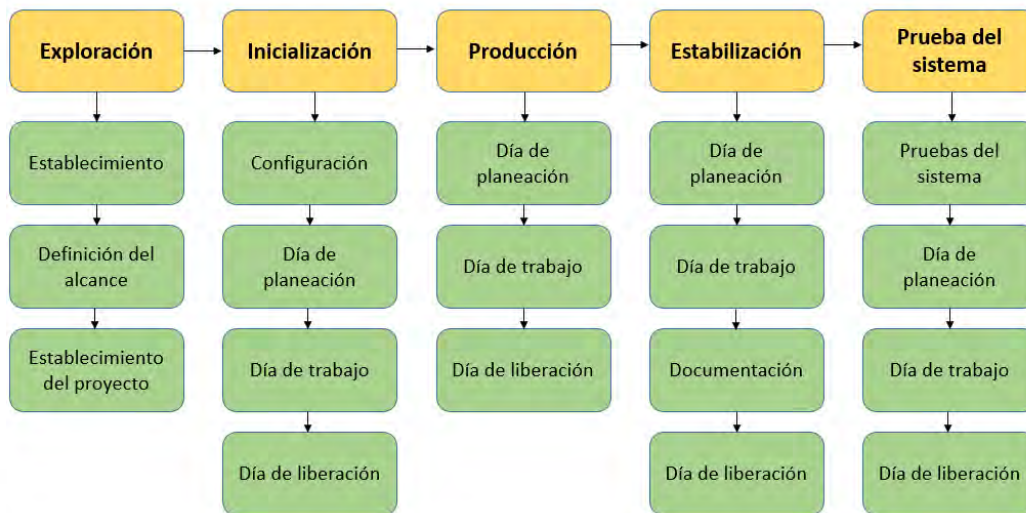 Exploración
Inicialización
Producción
Estabilización
Prueba del
sistema
Establecimiento
Configuración
Día de
planeación
Día de
planeación
Pruebas del
sistema
Definición del
alcance
Día de
planeación
Día de trabajo
Día de trabajo
Día de
planeación
Establecimiento
del proyecto
Día de trabajo
Día de liberación
Documentación
Día de trabajo
Día de liberación
Día de liberación
Día de liberación